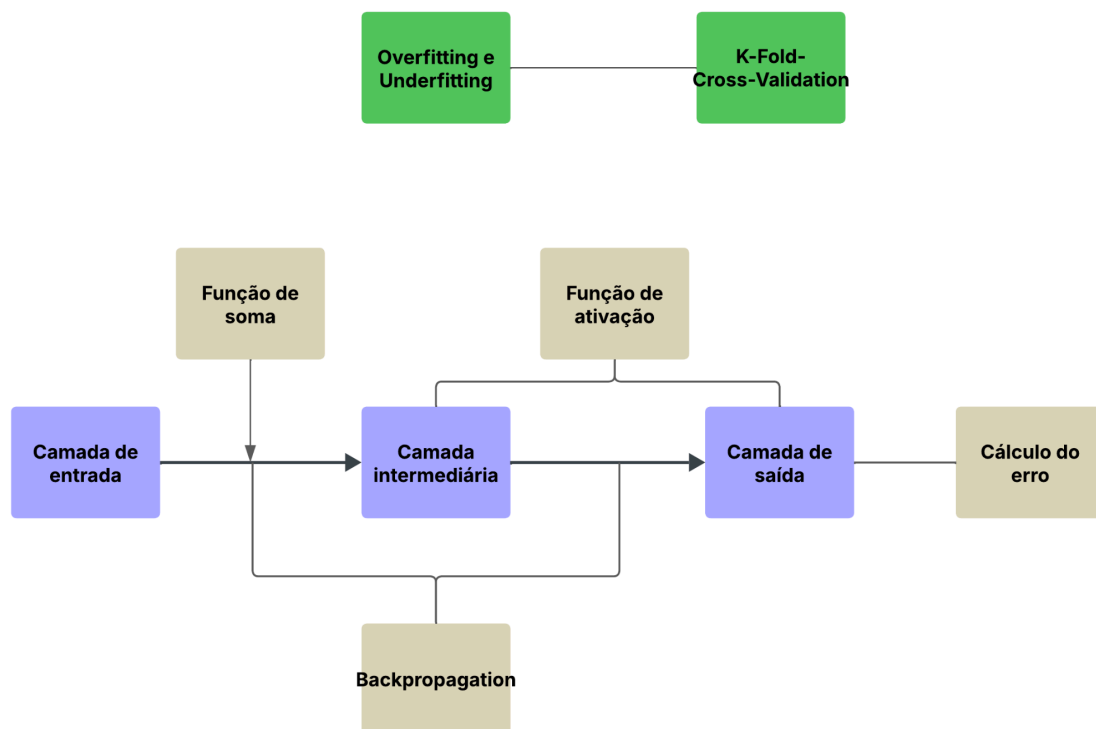 Overfitting e
Underfitting
K-Fold-
Cross-Validation
Função de
soma
Função de
ativação
Camada de
entrada
Camada
intermediária
Camada de
saída
Cálculo do
erro
Backpropagation